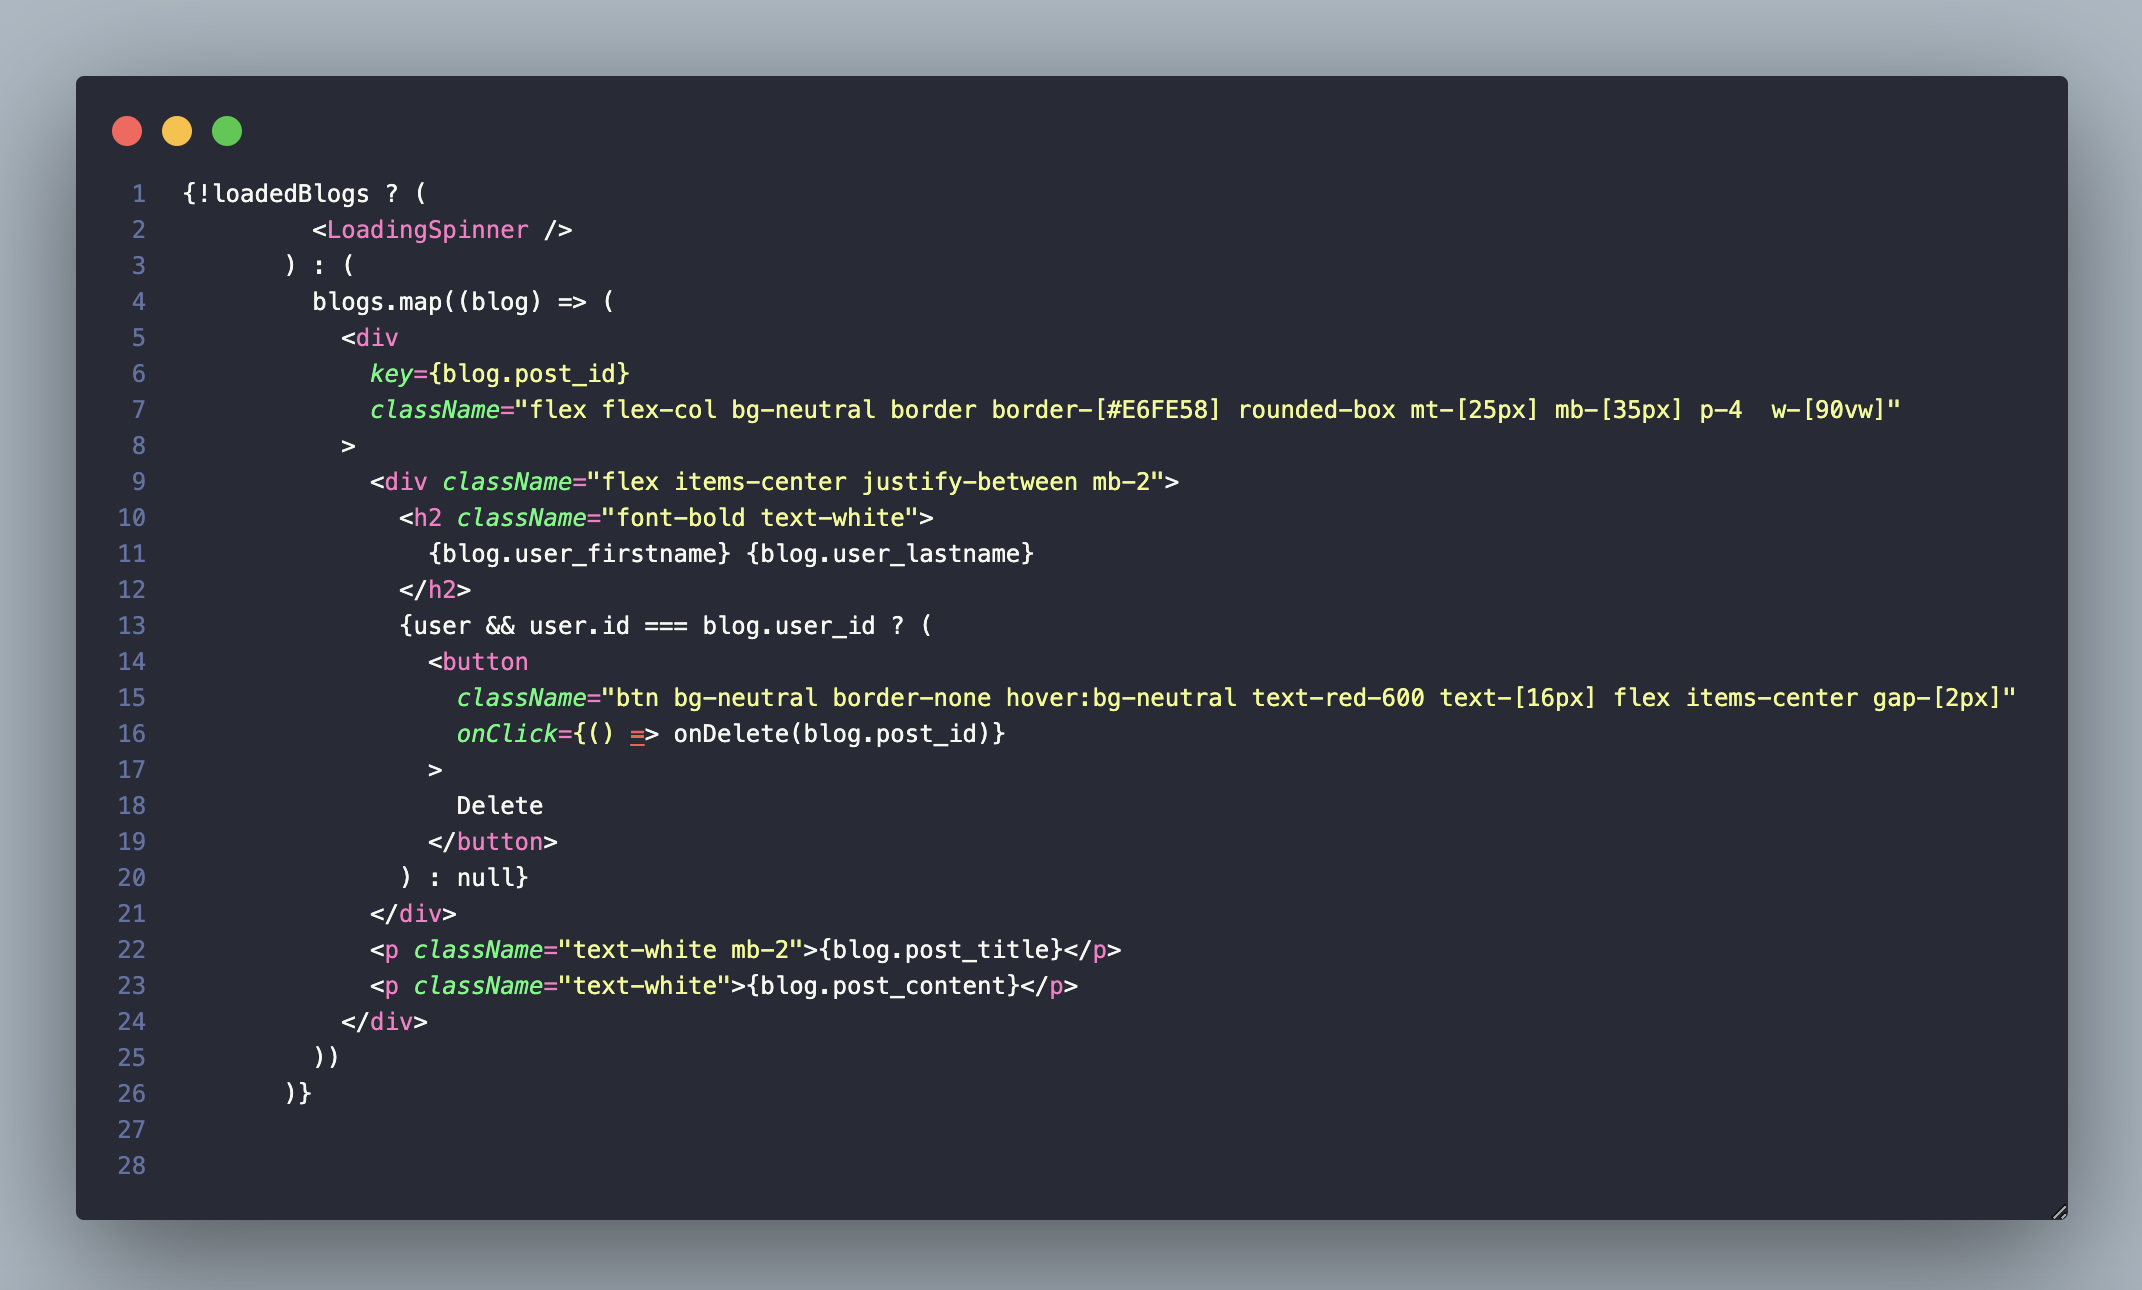 1 {!loadedBlogs ? (
2 <LoadingSpinner />
3 ) : (
4 blogs.map((blog) => (
5 <div
6 key={blog.post_id}
7 className="flex flex-col bg-neutral border border-[#E6FE58] rounded-box mt-[25px] mb-[35px] p-4  w-[90vw]"
8 >
9 <div className="flex items-center justify-between mb-2">
10 <h2 className="font-bold text-white">
11 {blog.user_firstname} {blog.user_lastname}
12 </h2>
13 {user && user.id === blog.user_id ? (
14 <button
15 className="btn bg-neutral border-none hover:bg-neutral text-red-600 text-[16px] flex items-center gap-[2px]"
16 onClick={() => onDelete(blog.post_id)}
17 >
18 Delete
19 </button>
20 ) : null}
21 </div>
22 <p className="text-white mb-2">{blog.post_title}</p>
23 <p className="text-white">{blog.post_content}</p>
24 </div>
25 ))
26 )}
27
28